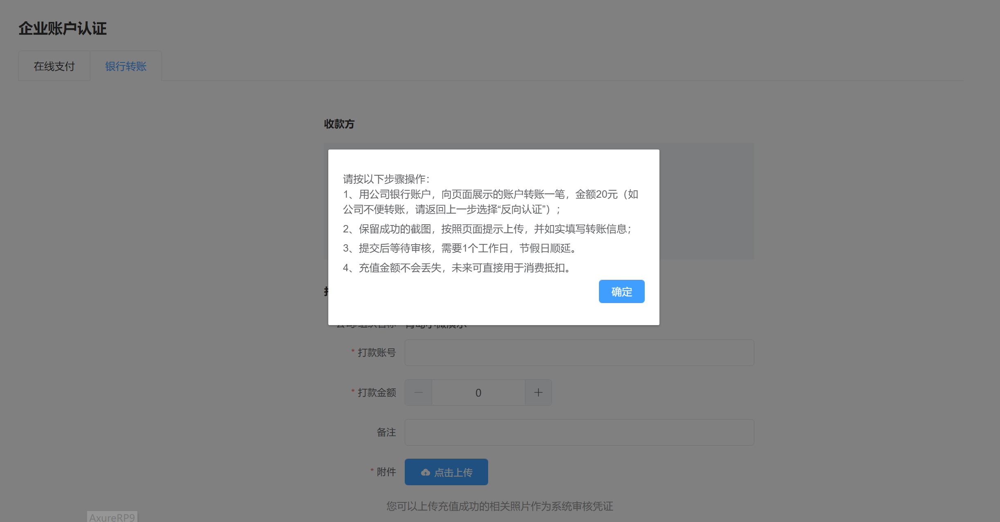 企业账户认证
在线支付
银行转账
收款方
请按以下步骤操作：
1、用公司银行账户，向页面展示的账户转账一笔，金额20元（如
公司不便转账，请返回上一步选择“反向认证”）；
2、保留成功的截图，按照页面提示上传，并如实填写转账信息；
3、提交后等待审核，需要1个工作日，节假日顺延。
4、充值金额不会丢失，未来可直接用于消费抵扣。
确定
* 打款账号
* 打款金额
0
备注
* 附件
点击上传
您可以上传充值成功的相关照片作为系统审核凭证
AxureRP9